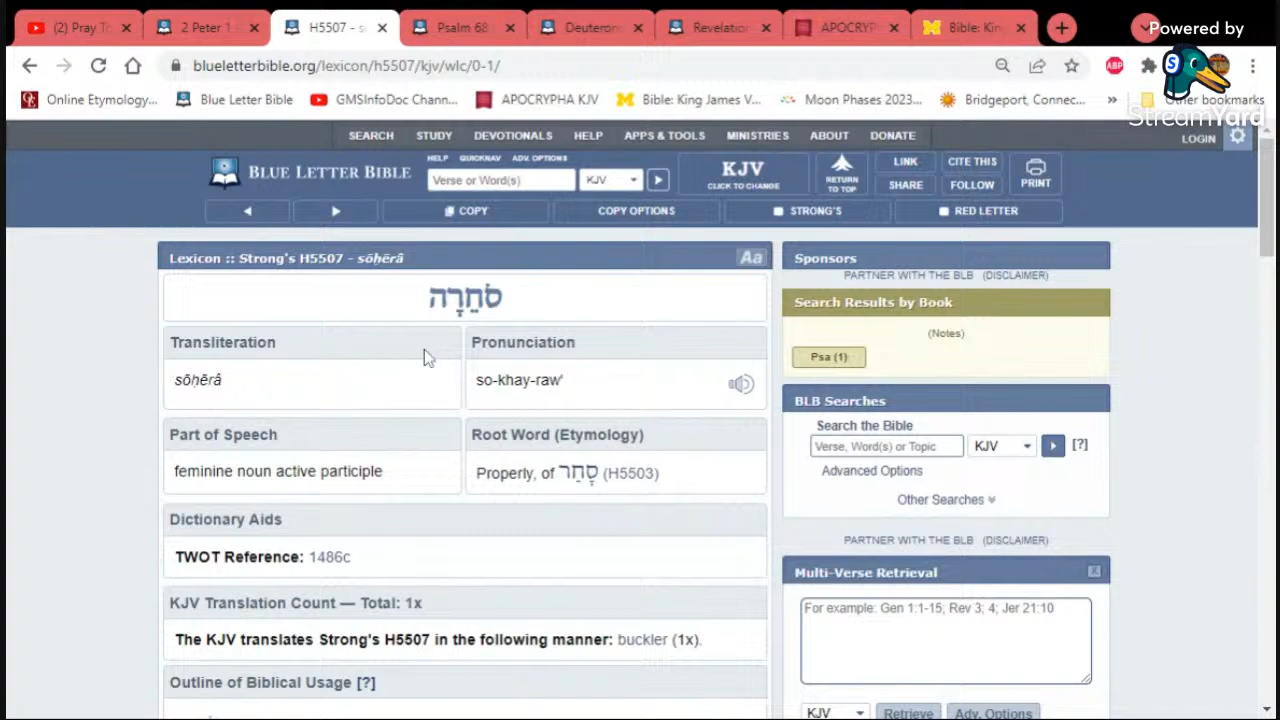 (2) Pray To
2 Peter 1
H5507 - s
Psalm 68
Deuteron
Revelation
APOCRYP
Bible: Kin
Powered by
StreamYard
blueletterbible.org/lexicon/h5507/kjv/wlc/0-1/
ABP
Online Etymology...
Blue Letter Bible
GMSInfoDoc Chann...
APOCRYPHA KJV
Bible: King James V...
Moon Phases 2023...
Bridgeport, Connec...
»
Other bookmarks
SEARCH STUDY DEVOTIONALS HELP APPS & TOOLS MINISTRIES ABOUT DONATE
LOGIN
BLUE LETTER BIBLE
HELP QUICKNAV ADV. OPTIONS
Verse or Word(s)
KJV
KJV
CLICK TO CHANGE
RETURN
TO TOP
LINK
CITE THIS
SHARE
FOLLOW
PRINT
COPY
COPY OPTIONS
STRONG'S
RED LETTER
Lexicon :: Strong's H5507 - sōḥērâ
Aa
סֹחֵרָה
Transliteration
sōḥērâ
Pronunciation
so-khay-raw'
Part of Speech
feminine noun active participle
Root Word (Etymology)
Properly, of סָחַר (H5503)
Dictionary Aids
TWOT Reference: 1486c
KJV Translation Count — Total: 1x
The KJV translates Strong's H5507 in the following manner: buckler (1x).
Outline of Biblical Usage [?]
Sponsors
PARTNER WITH THE BLB (DISCLAIMER)
Search Results by Book
(Notes)
Psa (1)
BLB Searches
Search the Bible
Verse, Word(s) or Topic
KJV
[?]
Advanced Options
Other Searches
PARTNER WITH THE BLB (DISCLAIMER)
Multi-Verse Retrieval
x
For example: Gen 1:1-15; Rev 3; 4; Jer 21:10
KJV
Retrieve
Adv. Options